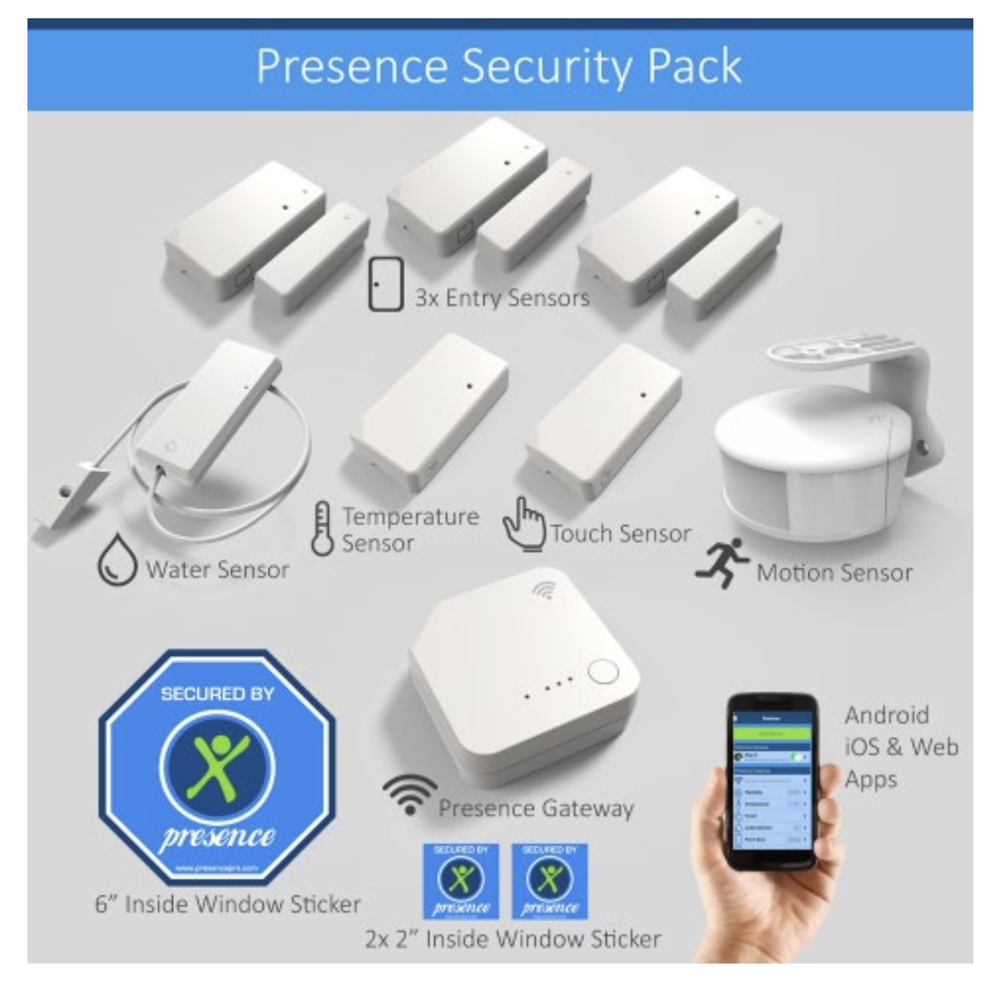 Presence Security Pack
3x Entry Sensors
Temperature
Sensor
Touch Sensor
Water Sensor
Motion Sensor
SECURED BY
presence
www.presencepro.com
6” Inside Window Sticker
Presence Gateway
Android
iOS & Web
Apps
SECURED BY
presence
SECURED BY
presence
2x 2” Inside Window Sticker